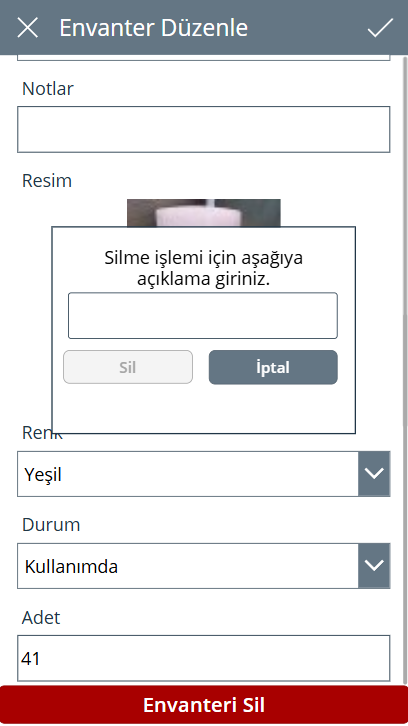 Envanter Düzenle
Notlar
Resim
Silme işlemi için aşağıya
açıklama giriniz.
Sil
İptal
Renk
Yeşil
Durum
Kullanımda
Adet
41
Envanteri Sil